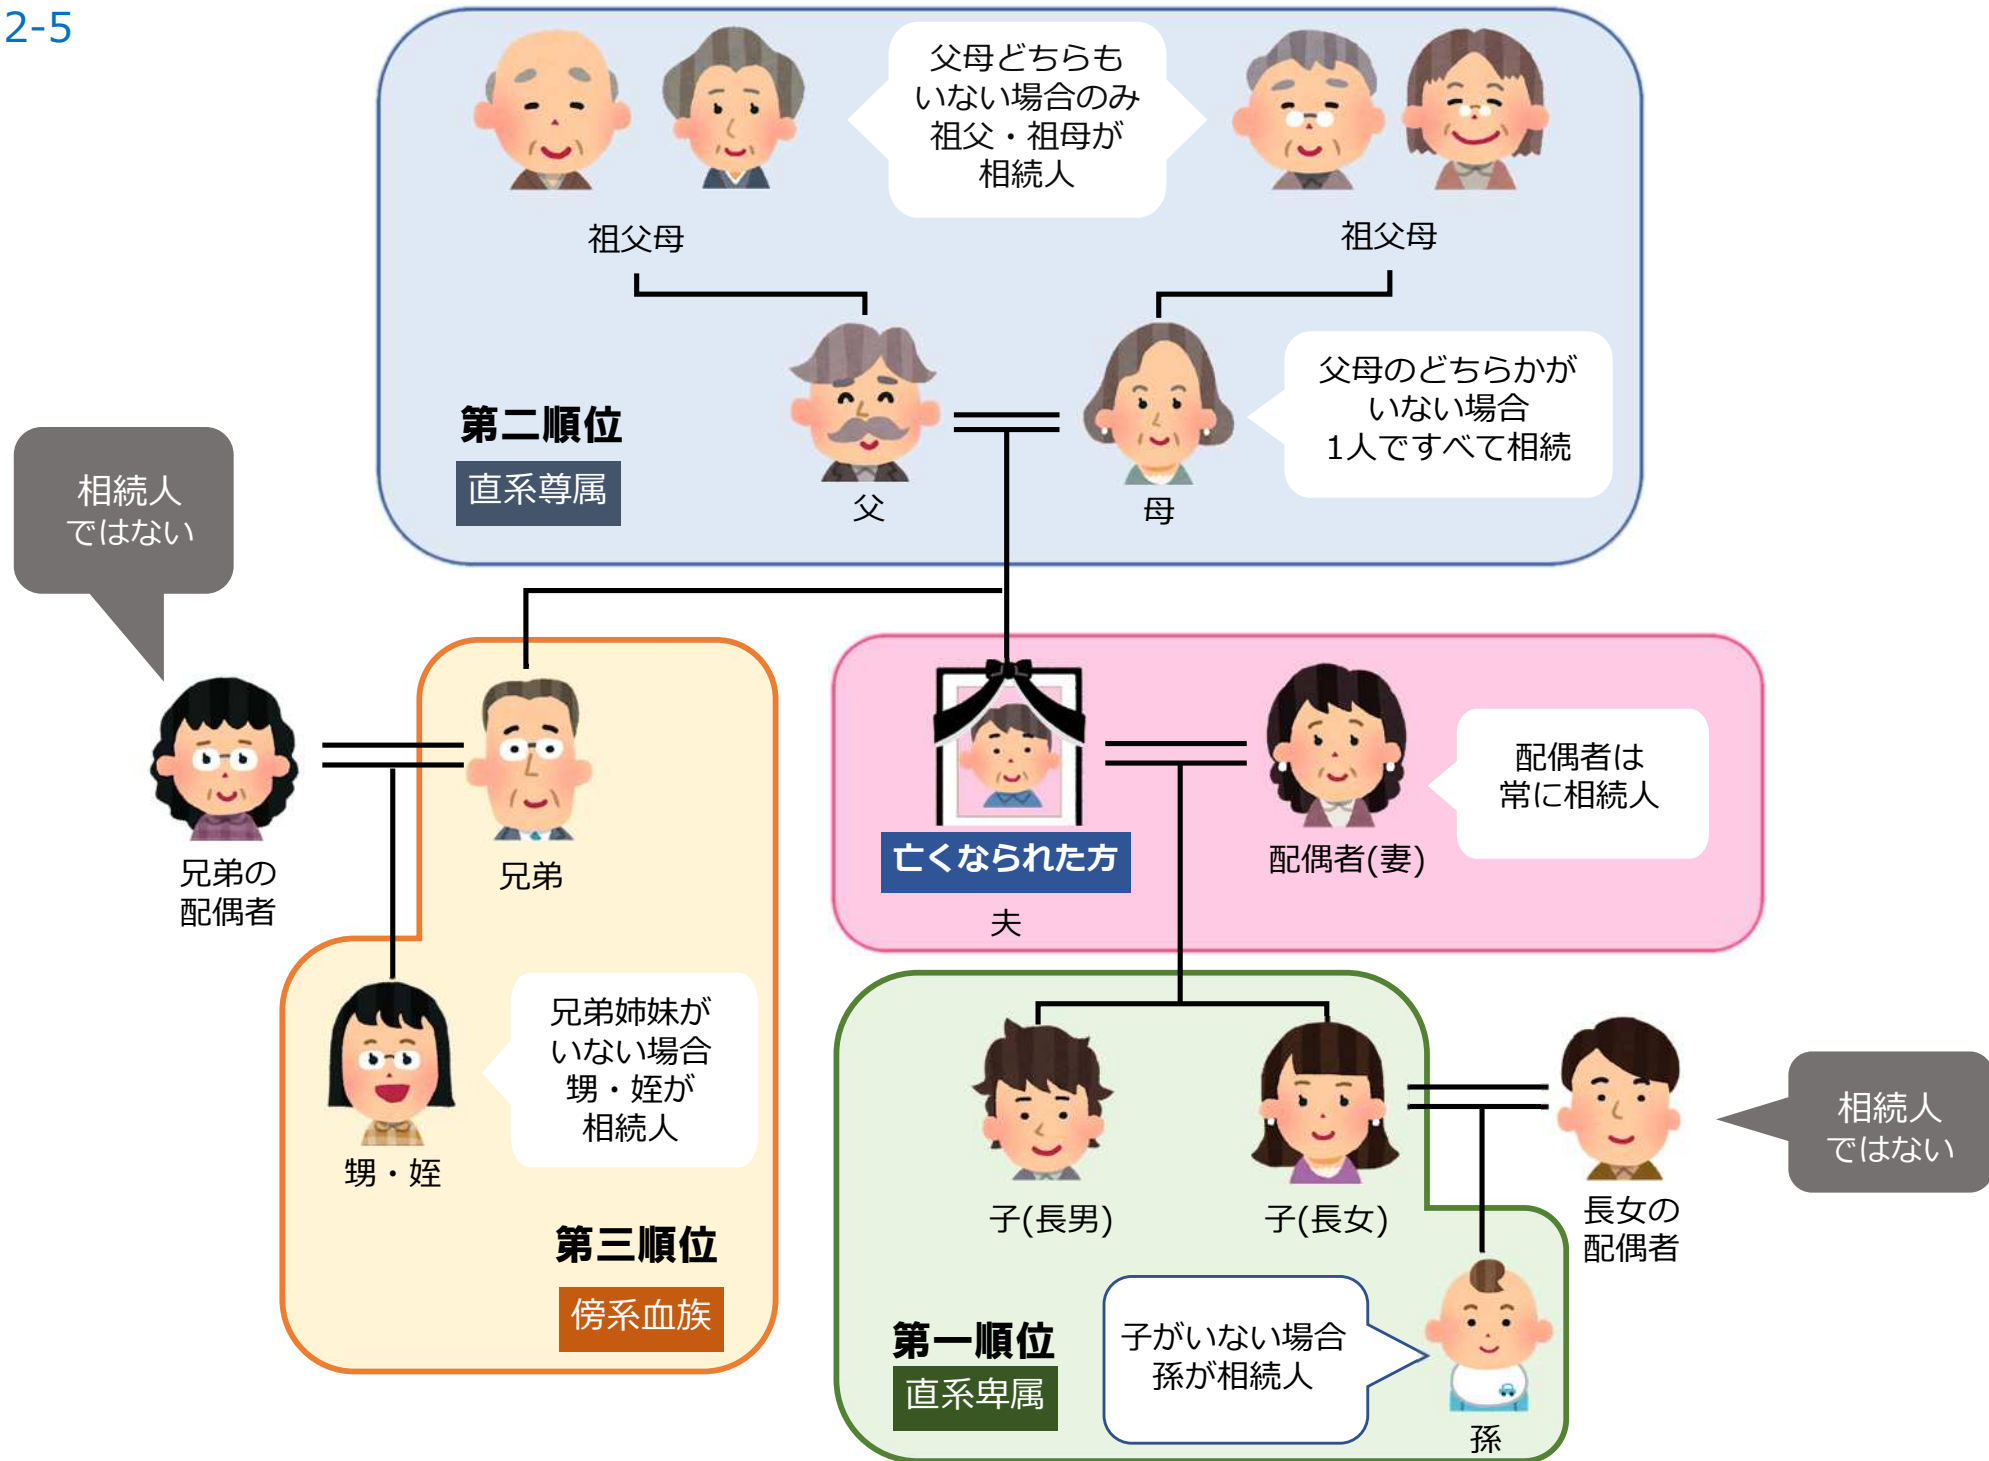 2-5
父母どちらも
いない場合のみ
祖父・祖母が
相続人
祖父母
祖父母
父母のどちらかが
いない場合
1人ですべて相続
第二順位
直系尊属
父
母
相続人
ではない
兄弟の
配偶者
兄弟
亡くなられた方
夫
配偶者(妻)
配偶者は
常に相続人
兄弟姉妹が
いない場合
甥・姪が
相続人
甥・姪
第三順位
傍系血族
子(長男)
子(長女)
長女の
配偶者
相続人
ではない
第一順位
直系卑属
子がいない場合
孫が相続人
孫